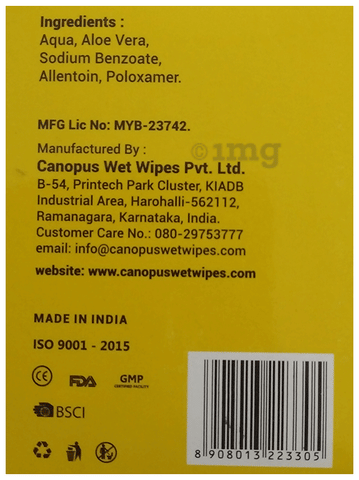 Ingredients :
Aqua, Aloe Vera,
Sodium Benzoate,
Allentoin, Poloxamer.
MFG Lic No: MYB-23742.
Manufactured By :
Canopus Wet Wipes Pvt. Ltd.
B-54, Printech Park Cluster, KIADB
Industrial Area, Harohalli-562112,
Ramanagara, Karnataka, India.
Customer Care No.: 080-29753777
email: info@canopuswetwipes.com
website: www.canopuswetwipes.com
MADE IN INDIA
ISO 9001 - 2015
CE FDA GMP
CERTIFIED FACILITY
BSCI
8 908013 223305
1mg